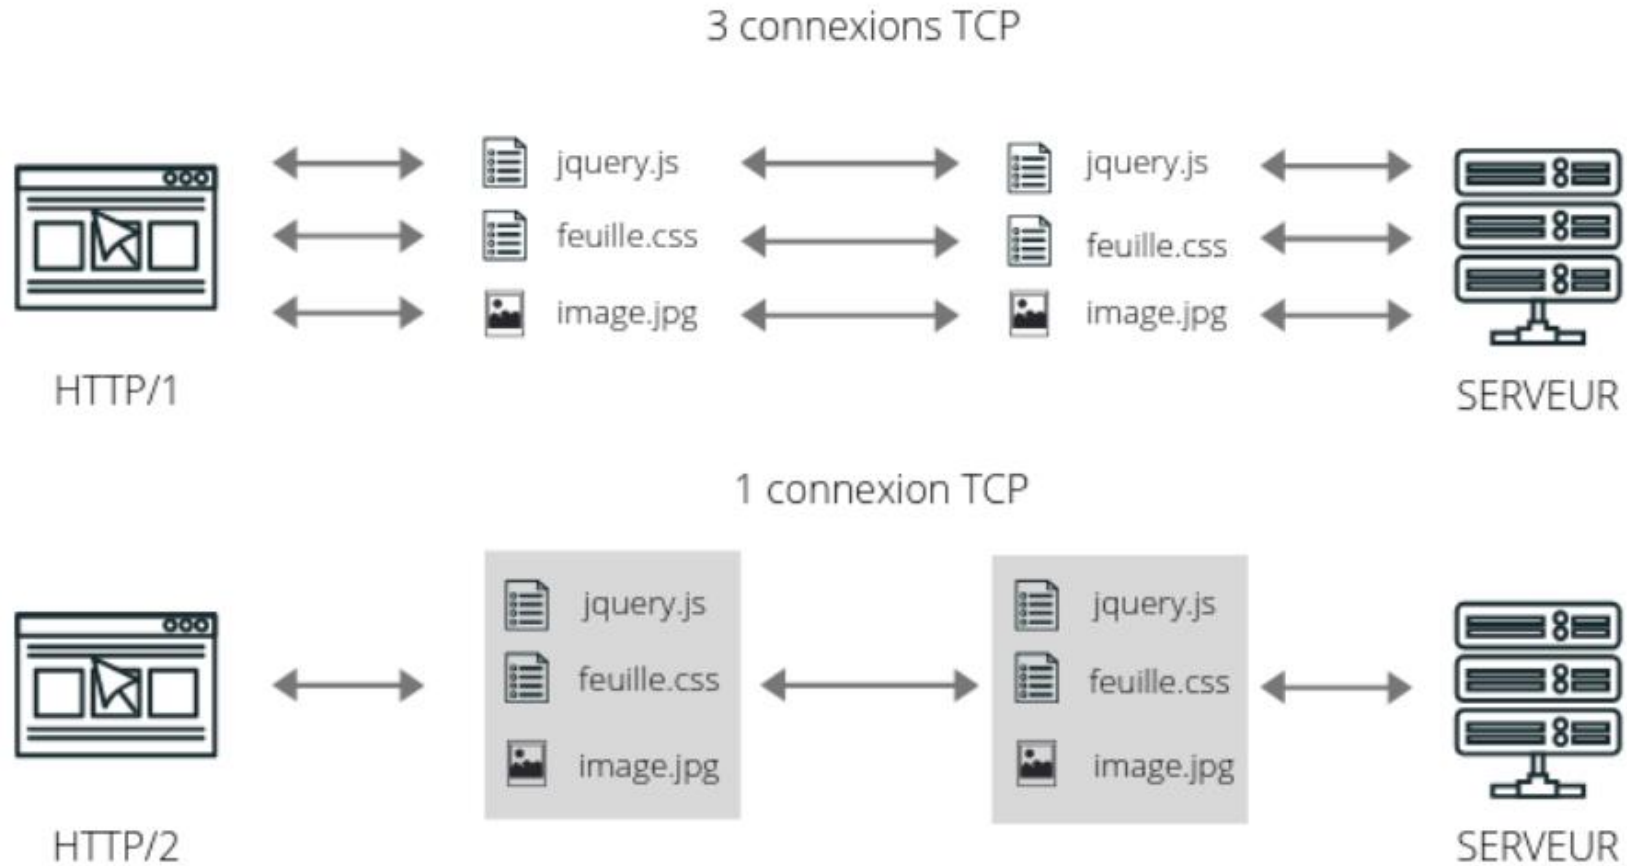 3 connexions TCP
jquery.js
jquery.js
feuille.css
feuille.css
image.jpg
image.jpg
HTTP/1
SERVEUR
1 connexion TCP
jquery.js
jquery.js
feuille.css
feuille.css
image.jpg
image.jpg
HTTP/2
SERVEUR